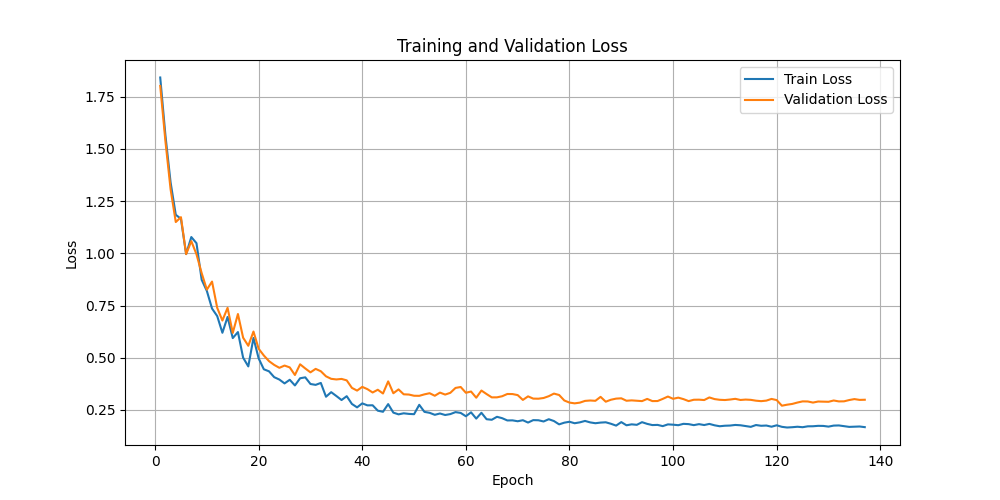 Training and Validation Loss
Train Loss
Validation Loss
1.75
1.50
1.25
1.00
0.75
0.50
0.25
Loss
0 20 40 60 80 100 120 140
Epoch